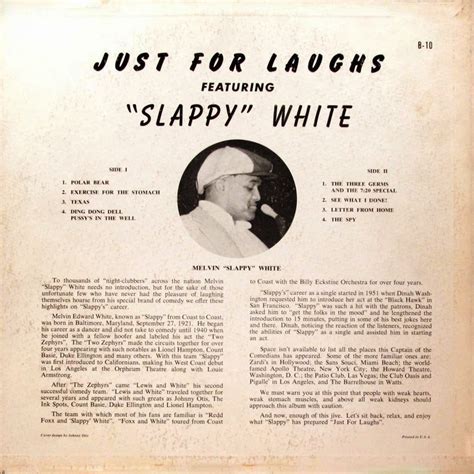 B-10
JUST FOR LAUGHS
FEATURING
"SLAPPY" WHITE
SIDE I
1. POLAR BEAR
2. EXERCISE FOR THE STOMACH
3. TEXAS
4. DING DONG DELL
PUSSY'S IN THE WELL
SIDE II
1. THE THREE GERMS
AND THE 7:20 SPECIAL
2. SEE WHAT I DONE!
3. LETTER FROM HOME
4. THE SPY
MELVIN "SLAPPY" WHITE
To thousands of "night-clubbers" across the nation Melvin
"Slappy" White needs no introduction, but for the sake of those
unfortunate few who have never had the pleasure of laughing
themselves hoarse from his special brand of comedy we offer these
highlights on "Slappy's" career.
Melvin Edward White, known as "Slappy" from Coast to Coast,
was born in Baltimore, Maryland, September 27, 1921. He began
his career as a dancer and did not take to comedy until 1940 when
he joined with a fellow hoofer and labeled his act the "Two
Zephyrs". The "Two Zephyrs" made the circuits together for over
four years appearing with such notable bands as those of Count
Basie, Duke Ellington and many others. With this team "Slappy"
was first introduced to Californians, making his West Coast debut
in Los Angeles at the Orpheum Theatre along with Louis
Armstrong.
After "The Zephyrs" came "Lewis and White" his second
successful comedy team. "Lewis and White" traveled together for
several years and appeared with such greats as Johnny Otis, The
Ink Spots, Count Basie, Duke Ellington and Lionel Hampton.
The team with which most of his fans are familiar is "Redd
Foxx and Slappy' White". "Foxx and White" toured from Coast
to Coast with the Billy Eckstine Orchestra for over four years.
"Slappy's" career as a single started in 1951 when Dinah Wash-
ington requested that he appear with her at the "Black Hawk" in
San Francisco. "Slappy" was such a hit with the patrons, Dinah
asked him to "get the folks in the mood" and he lengthened the
introduction to 15 minutes, putting in some of his best jokes here
and there. Dinah, noticing the reaction of the listeners, recognized
the abilities of "Slappy" as a single and assisted him in starting
an act.
Space isn't available to list all the places this Captain of the
Comedians has appeared. Some of the more familiar ones are:
Zardi's in Hollywood; the Sans Souci, Miami Beach; the famed
Apollo Theatre, New York City; the Howard Theatre,
Washington, D. C.; the Patio Club, Las Vegas; the Club Oasis and
Pigalle' in Los Angeles, and The Barrelhouse in Watts.
We must warn you at this point that people with weak hearts,
weak stomach muscles, and above all, weak kidneys should
observe extreme caution in listening to this album.
And now, enough of this jive. Let's sit back, relax, and enjoy
what "Slappy" has prepared in "Just For Laughs".
Cover design by Johnny Otis
Printed in U.S.A.